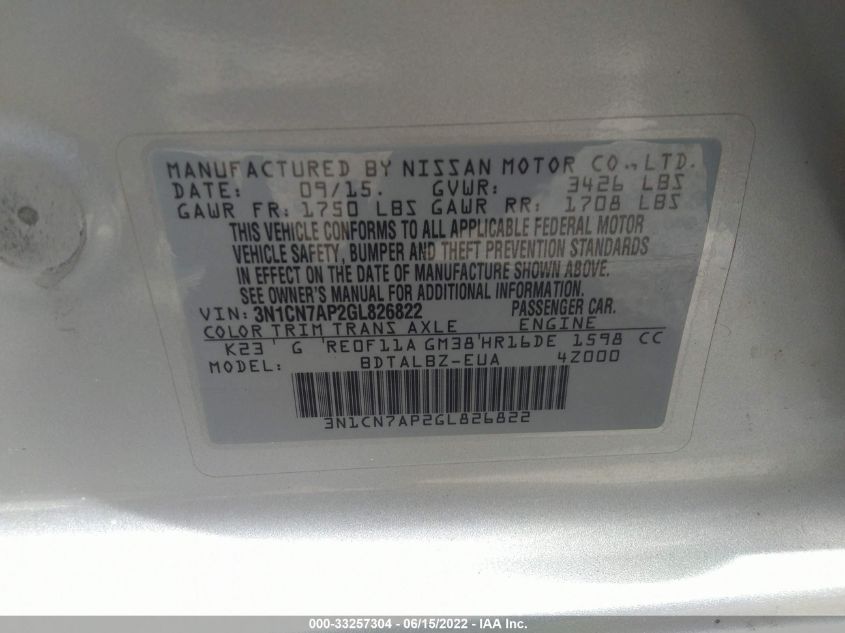 MANUFACTURED BY NISSAN MOTOR CO., LTD.
DATE: 09/15. GVWR: 3426 LBS
GAWR FR: 1750 LBS GAWR RR: 1708 LBS
THIS VEHICLE CONFORMS TO ALL APPLICABLE FEDERAL MOTOR
VEHICLE SAFETY, BUMPER AND THEFT PREVENTION STANDARDS
IN EFFECT ON THE DATE OF MANUFACTURE SHOWN ABOVE.
SEE OWNER'S MANUAL FOR ADDITIONAL INFORMATION.
VIN: 3N1CN7AP2GL826822 PASSENGER CAR.
COLOR TRIM TRANS AXLE ENGINE
K23 G RE0F11A GM38 HR16DE 1598 CC
MODEL: BDTALBZ-EUA 4Z000
3N1CN7AP2GL826822
000-33257304 - 06/15/2022 - IAA Inc.